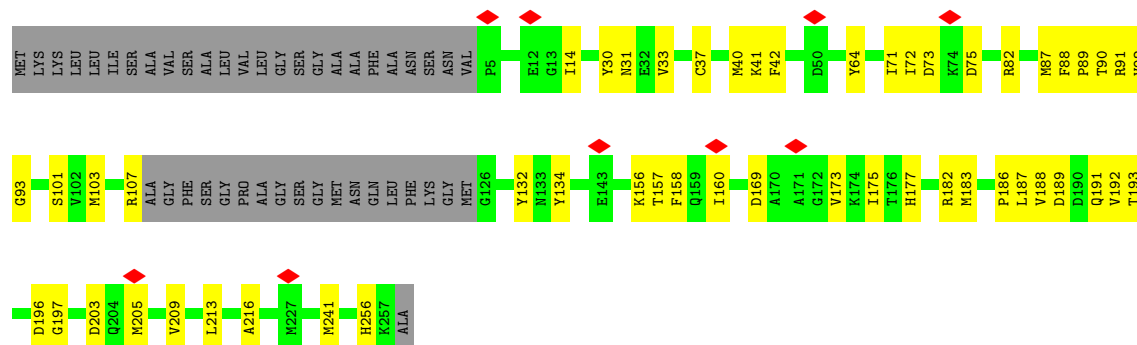 MET LYS LYS LEU LEU ILE SER ALA VAL SER ALA LEU VAL LEU GLY SER GLY ALA ALA PHE ALA ASN SER ASN VAL P5 E12 G13 I14 Y30 N31 E32 V33 C37 M40 K41 F42 D50 Y64 I71 I72 D73 K74 D75 R82 M87 F88 P89 T90 R91
G93 S101 V102 M103 R107 ALA GLY PHE SER GLY PRO ALA GLY SER GLY MET ASN GLN LEU PHE LYS GLY MET G126 Y132 N133 Y134 E143 K156 T157 F158 Q159 I160 D169 A170 A171 G172 V173 K174 I175 T176 H177 R182 M183 P186 L187 V188 D189 D190 Q191 V192 T193
D196 G197 D203 Q204 M205 V209 L213 A216 M227 M241 H256 K257 ALA